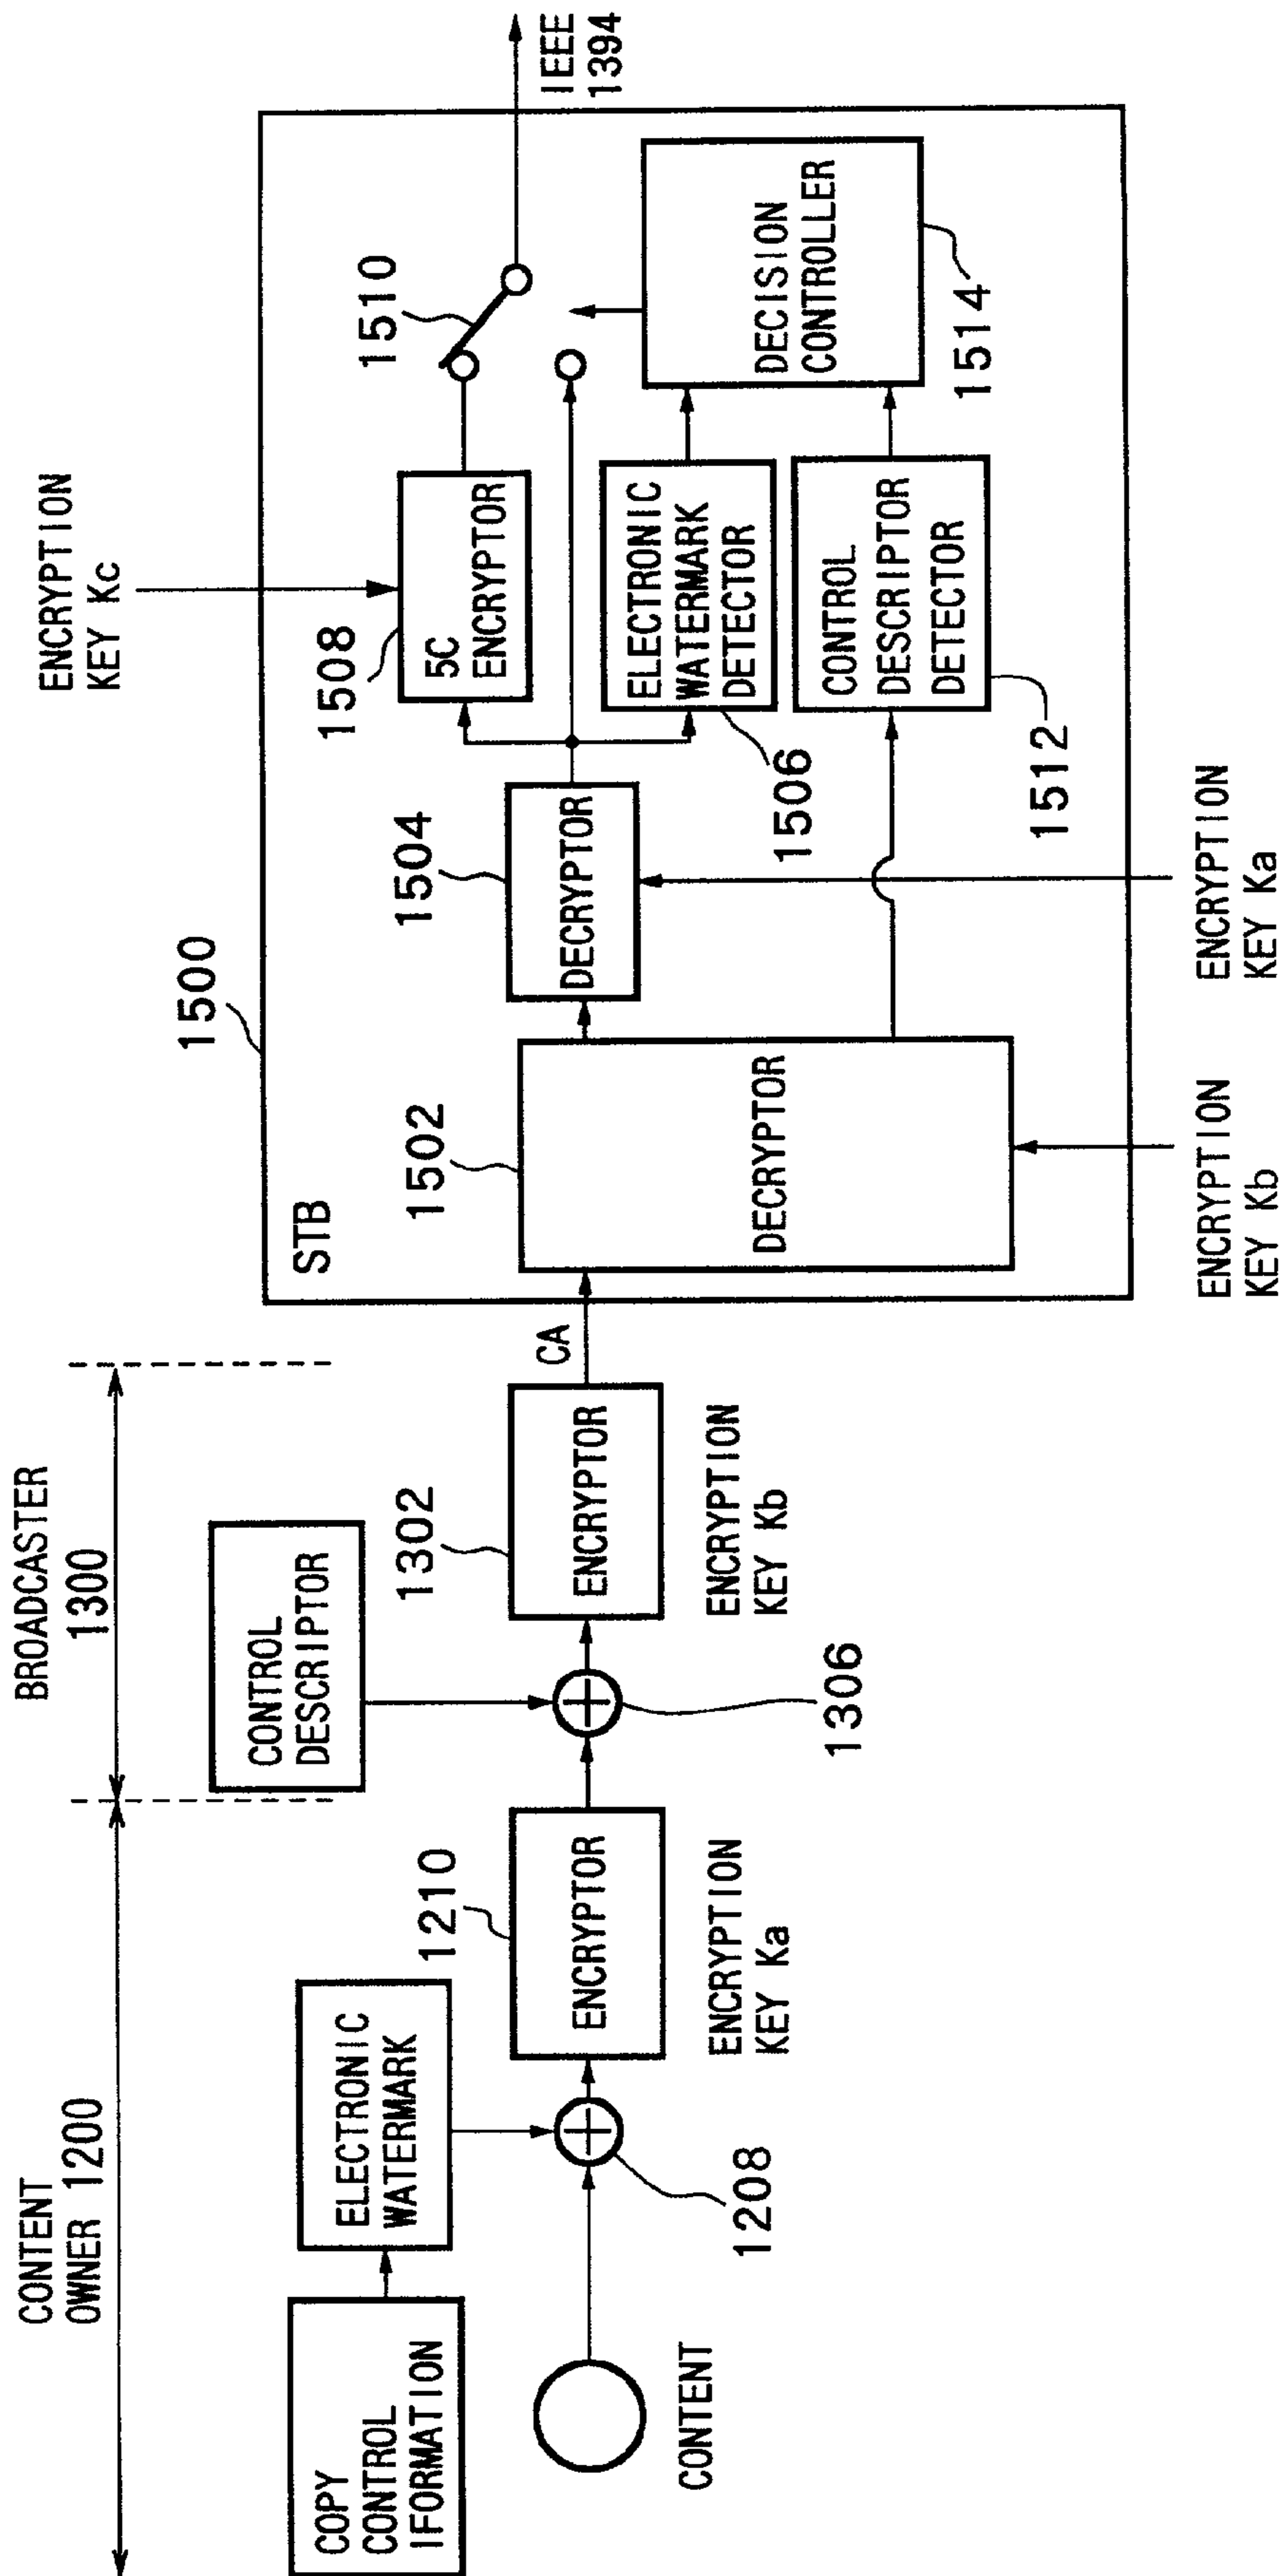 CONTENT
OWNER 1200
BROADCASTER
1300
COPY
CONTROL
IFORMATION
ELECTRONIC
WATERMARK
CONTENT
1208
1210
ENCRYPTOR
ENCRYPTION
KEY Ka
CONTROL
DESCRIPTOR
1306
1302
ENCRYPTOR
ENCRYPTION
KEY Kb
CA
1500
STB
1502
DECRYPTOR
ENCRYPTION
KEY Kb
1504
DECRYPTOR
ENCRYPTION
KEY Ka
ENCRYPTION
KEY Kc
1508
5C
ENCRYPTOR
1510
1506
ELECTRONIC
WATERMARK
DETECTOR
1512
CONTROL
DESCRIPTOR
DETECTOR
DECISION
CONTROLLER
1514
IEEE
1394